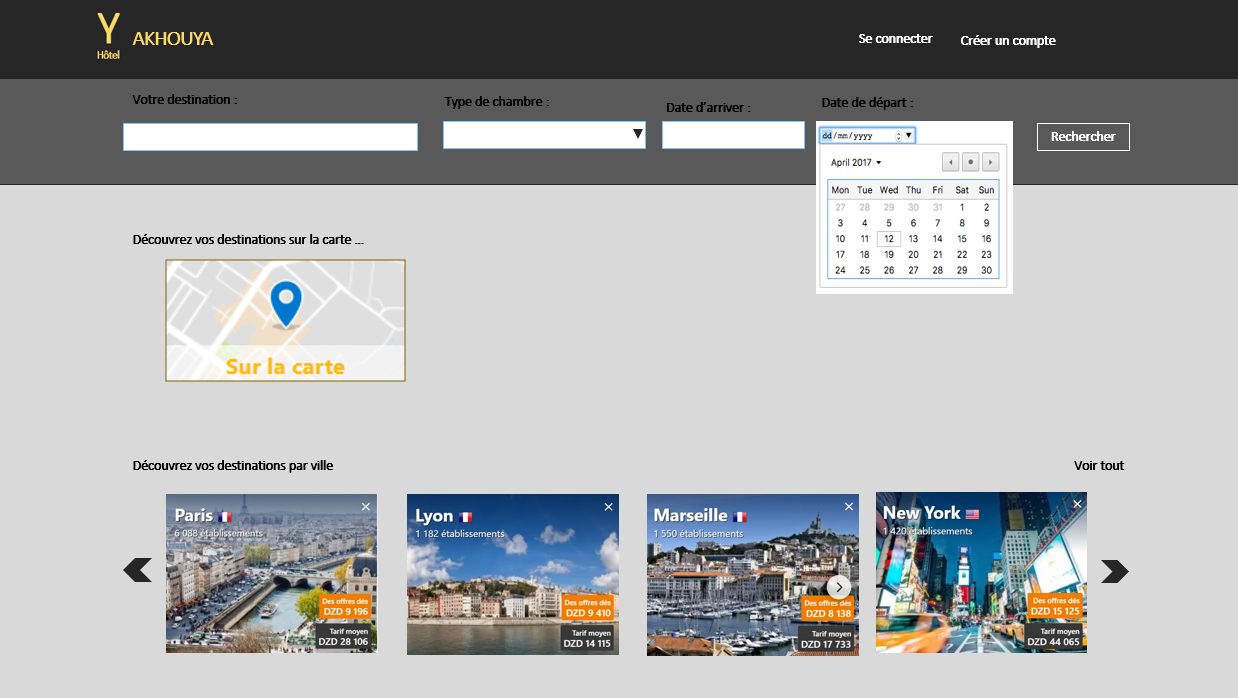 Y
Hôtel
AKHOUYA
Se connecter
Créer un compte
Votre destination :
Type de chambre :
Date d'arriver :
Date de départ :
dd/mm/yyyy
Rechercher
April 2017
Mon Tue Wed Thu Fri Sat Sun
27 28 29 30 31 1 2
3 4 5 6 7 8 9
10 11 12 13 14 15 16
17 18 19 20 21 22 23
24 25 26 27 28 29 30
Découvrez vos destinations sur la carte ...
Sur la carte
Découvrez vos destinations par ville
Voir tout
Paris
6 088 établissements
Des offres dès
DZD 9 196
Tarif moyen
DZD 28 106
Lyon
1 182 établissements
Des offres dès
DZD 9 410
Tarif moyen
DZD 14 115
Marseille
1 550 établissements
Des offres dès
DZD 8 138
Tarif moyen
DZD 17 733
New York
1 420 établissements
Des offres dès
DZD 15 125
Tarif moyen
DZD 44 065